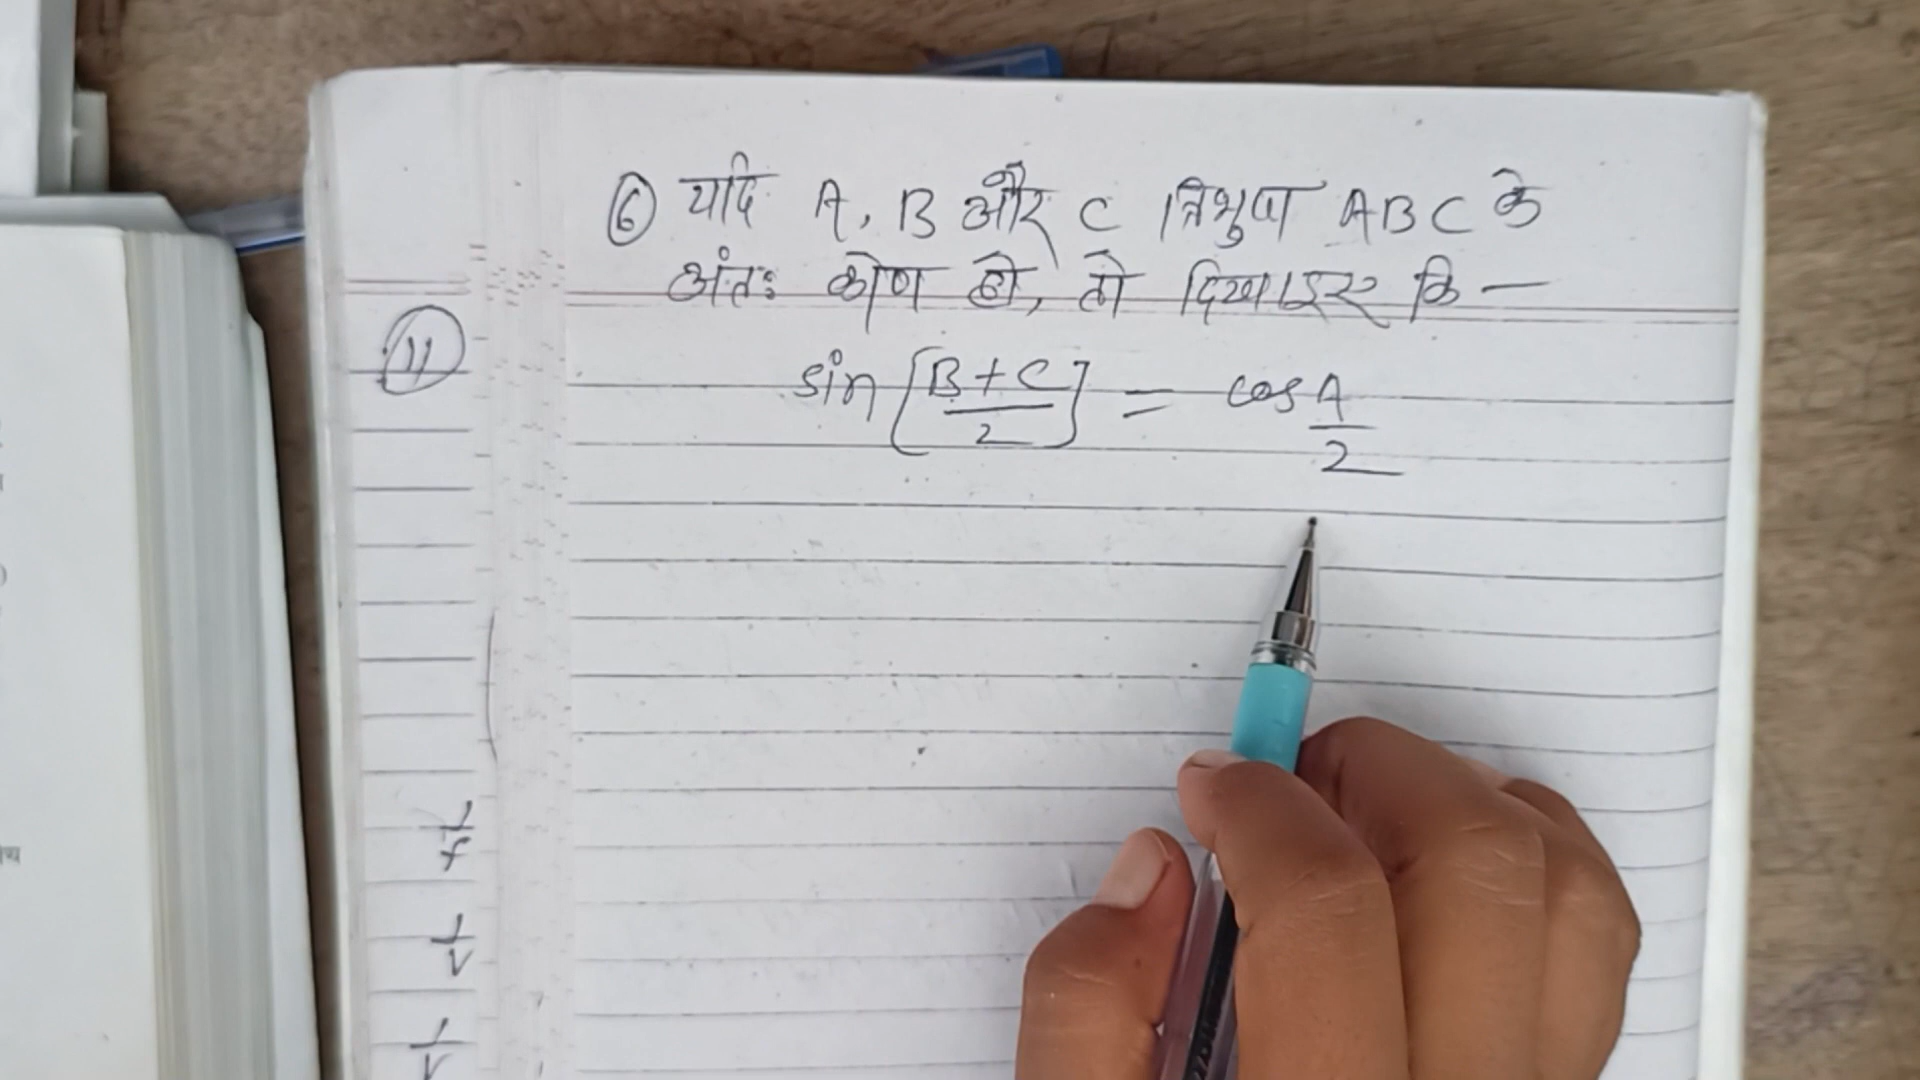 ⑥ यदि A, B और C त्रिभुज ABC के
अंतः कोण हो, तो दिखाइए कि —
sin [B+C/2] = cos A/2
11